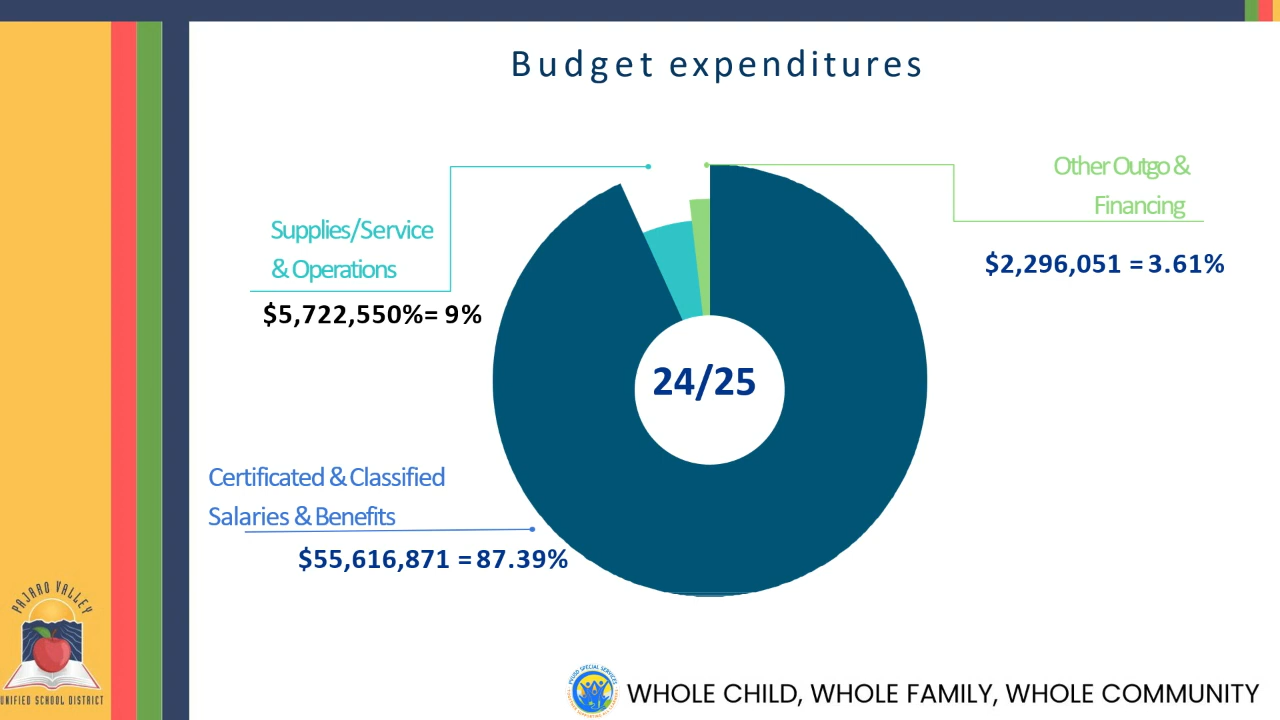 Budget expenditures
Other Outgo &
Financing
$2,296,051 = 3.61%
Supplies/Service
& Operations
$5,722,550%= 9%
24/25
Certificated & Classified
Salaries & Benefits
$55,616,871 = 87.39%
PAJARO VALLEY
UNIFIED SCHOOL DISTRICT
WHOLE CHILD, WHOLE FAMILY, WHOLE COMMUNITY